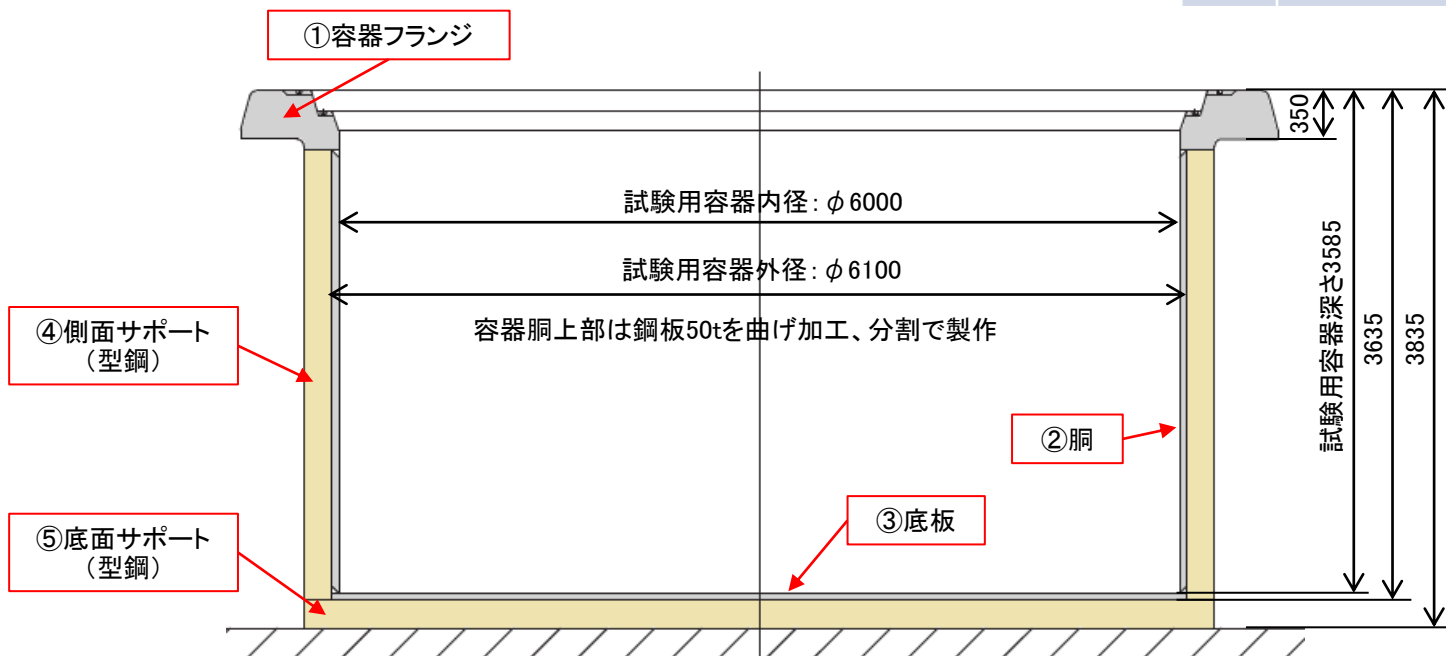 ①容器フランジ
350
試験用容器内径：φ6000
試験用容器外径：φ6100
容器胴上部は鋼板50tを曲げ加工、分割で製作
試験用容器深さ3585
3635
3835
④側面サポート
（型鋼）
②胴
③底板
⑤底面サポート
（型鋼）